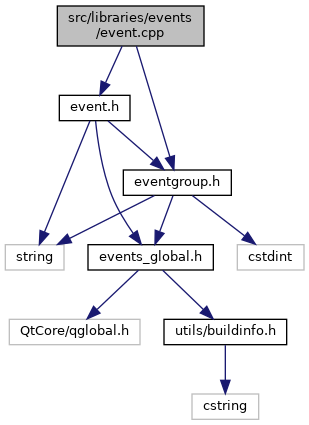 src/libraries/events
/event.cpp
event.h
eventgroup.h
string
events_global.h
cstdint
QtCore/qglobal.h
utils/buildinfo.h
cstring